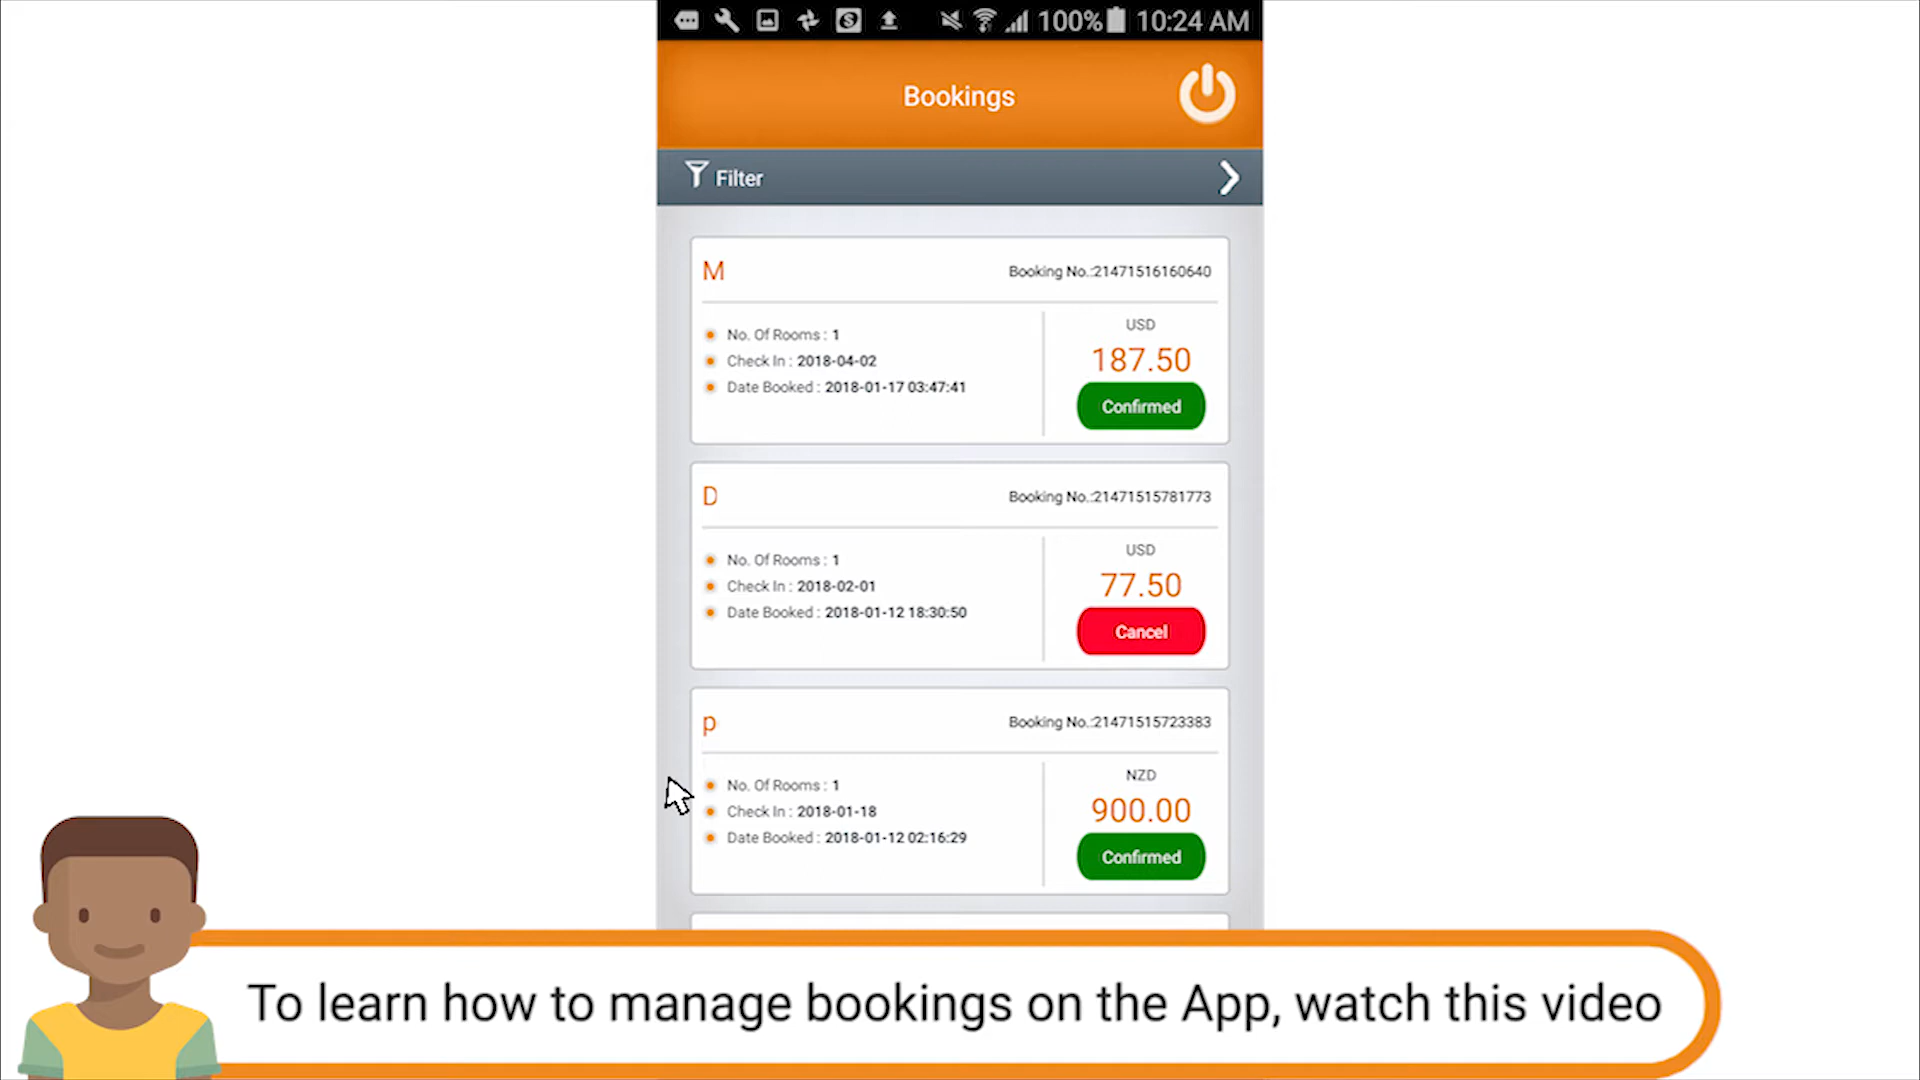 100% 10:24 AM
Bookings
Filter
M Booking No.:21471516160640
No. Of Rooms : 1
Check In : 2018-04-02
Date Booked : 2018-01-17 03:47:41
USD
187.50
Confirmed
D Booking No.:21471515781773
No. Of Rooms : 1
Check In : 2018-02-01
Date Booked : 2018-01-12 18:30:50
USD
77.50
Cancel
p Booking No.:21471515723383
No. Of Rooms : 1
Check In : 2018-01-18
Date Booked : 2018-01-12 02:16:29
NZD
900.00
Confirmed
To learn how to manage bookings on the App, watch this video